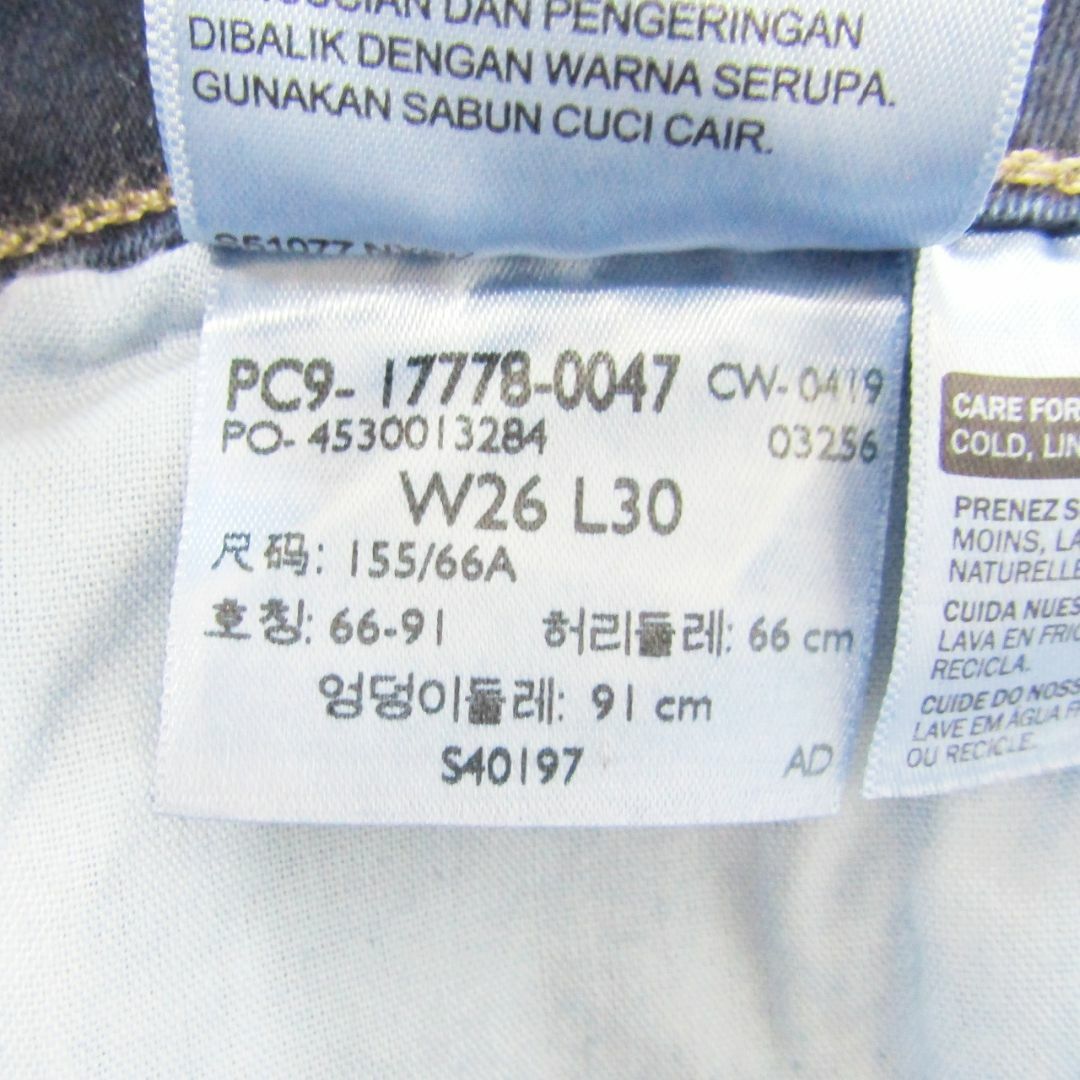 DAN PENGERINGAN
DIBALIK DENGAN WARNA SERUPA.
GUNAKAN SABUN CUCI CAIR.
PC9-17778-0047 CW-0419
PO-4530013284 03256
W26 L30
尺码: 155/66A
호칭: 66-91 허리둘레: 66 cm
엉덩이둘레: 91 cm
S40197 AD
CARE FOR
COLD, LIN
PRENEZ S
MOINS, LA
NATURELLE
CUIDA NUES
LAVA EN FRIO
RECICLA.
CUIDE DO NOSS
LAVE EM ÁGUA F
OU RECICLE.